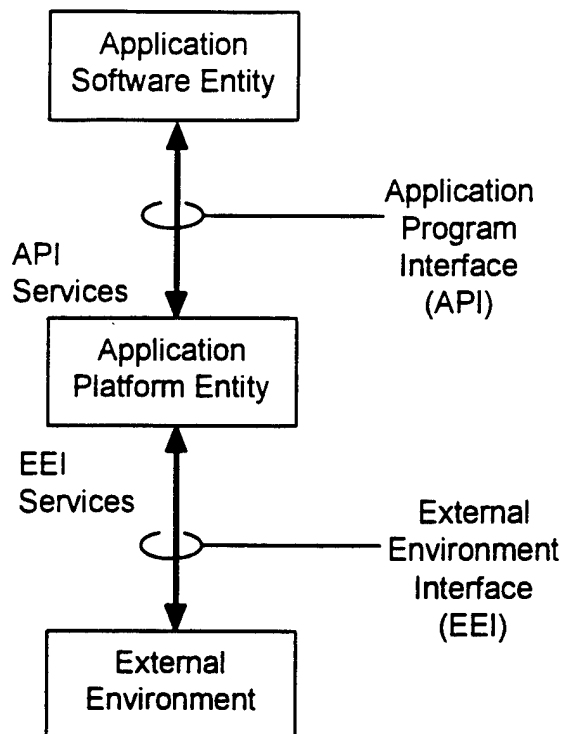 Application
Software Entity
Application
Program
Interface
(API)
API
Services
Application
Platform Entity
EEI
Services
External
Environment
Interface
(EEI)
External
Environment